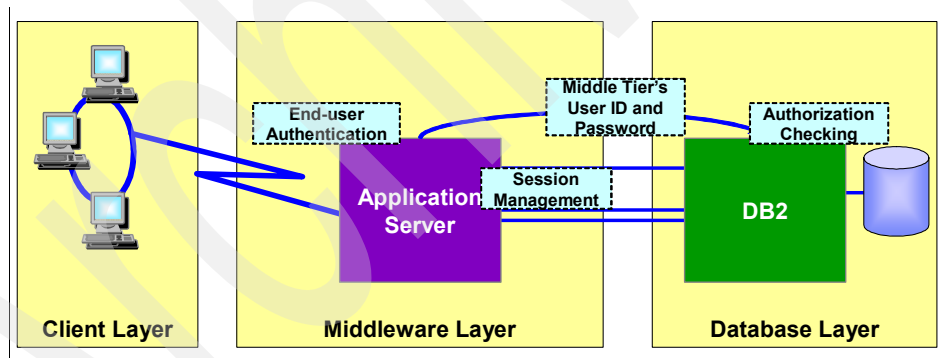 End-user
Authentication
Middle Tier's
User ID and
Password
Authorization
Checking
Application
Server
Session
Management
DB2
Client Layer
Middleware Layer
Database Layer